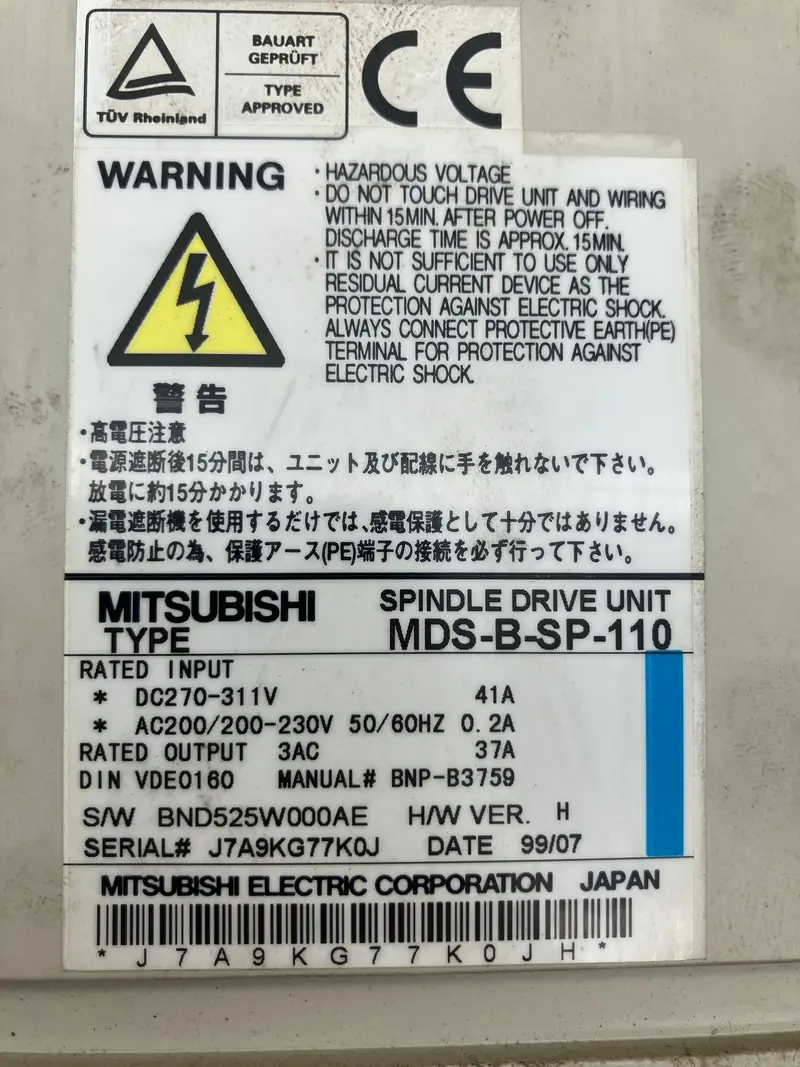 TÜV Rheinland
BAUART
GEPRÜFT
TYPE
APPROVED
CE
WARNING
・HAZARDOUS VOLTAGE
・DO NOT TOUCH DRIVE UNIT AND WIRING
WITHIN 15MIN. AFTER POWER OFF.
DISCHARGE TIME IS APPROX. 15MIN.
・IT IS NOT SUFFICIENT TO USE ONLY
RESIDUAL CURRENT DEVICE AS THE
PROTECTION AGAINST ELECTRIC SHOCK.
ALWAYS CONNECT PROTECTIVE EARTH(PE)
TERMINAL FOR PROTECTION AGAINST
ELECTRIC SHOCK.
警告
・高電圧注意
・電源遮断後15分間は、ユニット及び配線に手を触れないで下さい。
放電に約15分かかります。
・漏電遮断機を使用するだけでは、感電保護として十分ではありません。
感電防止の為、保護アース(PE)端子の接続を必ず行って下さい。
MITSUBISHI SPINDLE DRIVE UNIT
TYPE MDS-B-SP-110
RATED INPUT
* DC270-311V 41A
* AC200/200-230V 50/60HZ 0.2A
RATED OUTPUT 3AC 37A
DIN VDE0160 MANUAL# BNP-B3759
S/W BND525W000AE H/W VER. H
SERIAL# J7A9KG77K0J DATE 99/07
MITSUBISHI ELECTRIC CORPORATION JAPAN
* J 7 A 9 K G 7 7 K 0 J H *